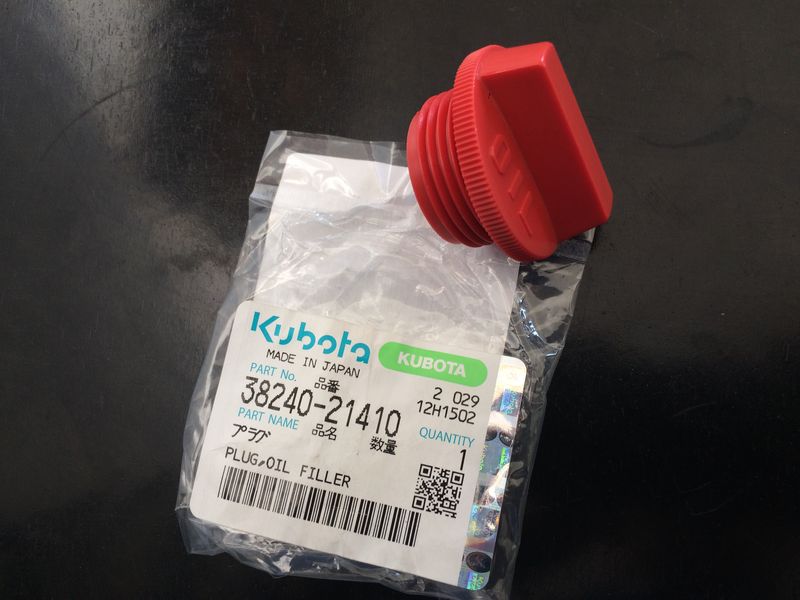 OIL
Kubota
KUBOTA
MADE IN JAPAN
PART No. 品番
2 029
38240-21410
12H1502
PART NAME 品名 数量 QUANTITY
プラグ
1
PLUG,OIL FILLER